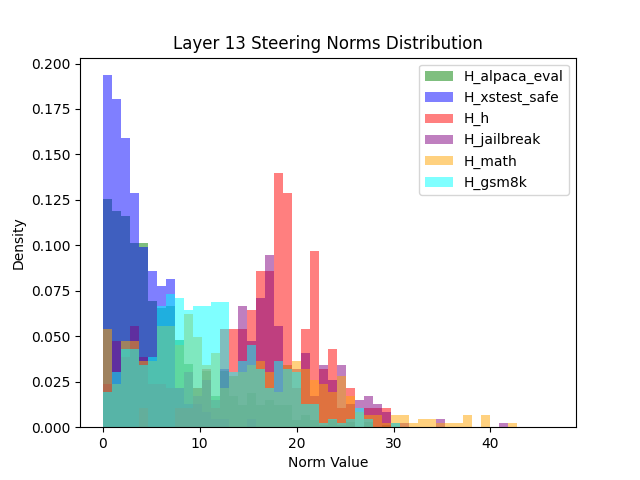 Layer 13 Steering Norms Distribution
0.200
0.175
0.150
0.125
0.100
0.075
0.050
0.025
0.000
Density
H_alpaca_eval
H_xstest_safe
H_h
H_jailbreak
H_math
H_gsm8k
0 10 20 30 40
Norm Value